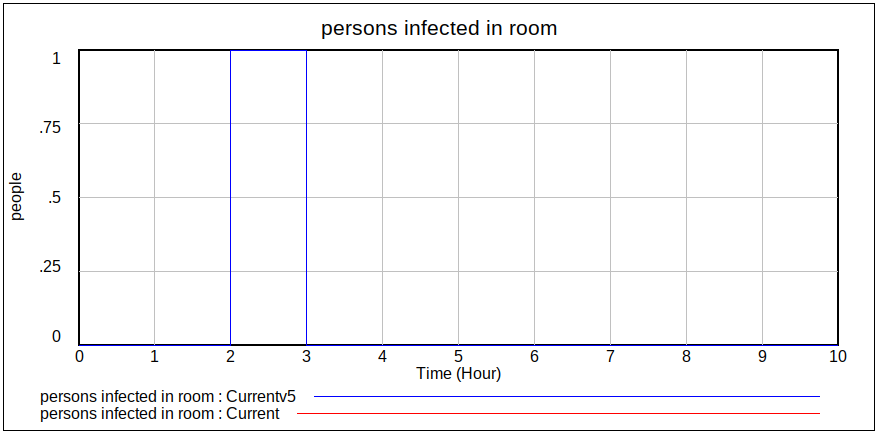 persons infected in room
1
.75
.5
.25
0
people
0 1 2 3 4 5 6 7 8 9 10
Time (Hour)
persons infected in room : Currentv5
persons infected in room : Current